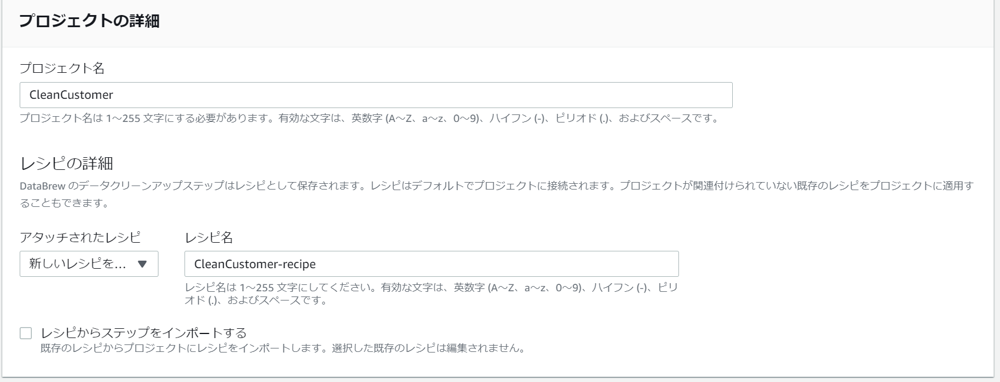 プロジェクトの詳細
プロジェクト名
CleanCustomer
プロジェクト名は 1～255 文字にする必要があります。有効な文字は、英数字 (A～Z、a～z、0～9)、ハイフン (-)、ピリオド (.)、およびスペースです。
レシピの詳細
DataBrew のデータクリーンアップステップはレシピとして保存されます。レシピはデフォルトでプロジェクトに接続されます。プロジェクトが関連付けられていない既存のレシピをプロジェクトに適用す
ることもできます。
アタッチされたレシピ
新しいレシピを...
レシピ名
CleanCustomer-recipe
レシピ名は 1～255 文字にしてください。有効な文字は、英数字 (A～Z、a～z、0～9)、ハイフン (-)、ピリ
オド (.)、およびスペースです。
レシピからステップをインポートする
既存のレシピからプロジェクトにレシピをインポートします。選択した既存のレシピは編集されません。